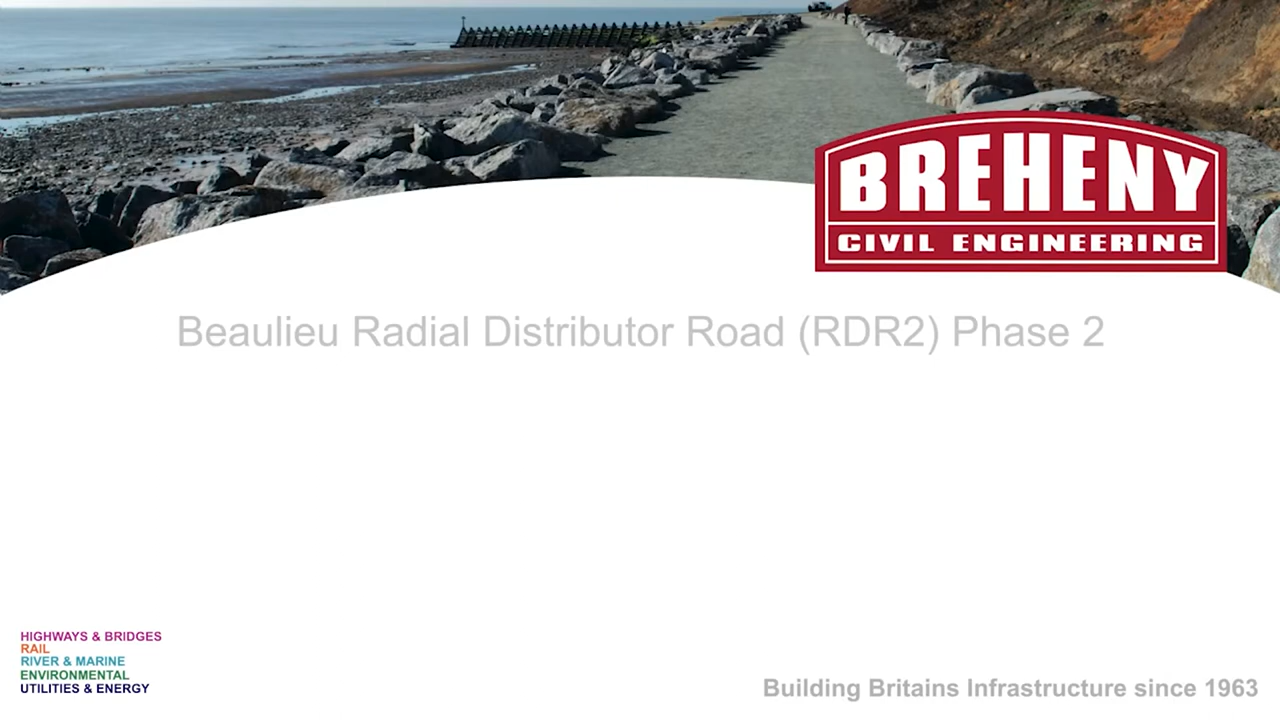 BREHENY
CIVIL ENGINEERING
Beaulieu Radial Distributor Road (RDR2) Phase 2
HIGHWAYS & BRIDGES
RAIL
RIVER & MARINE
ENVIRONMENTAL
UTILITIES & ENERGY
Building Britains Infrastructure since 1963